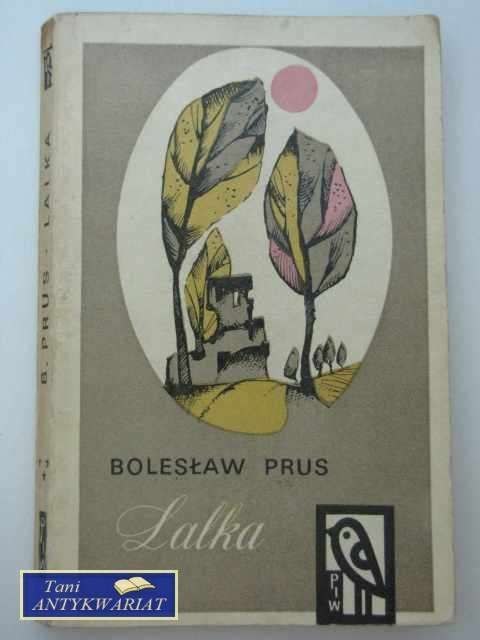 B. PRUS · LALKA
BOLESŁAW PRUS
Lalka
PIW
Tani
ANTYKWARIAT